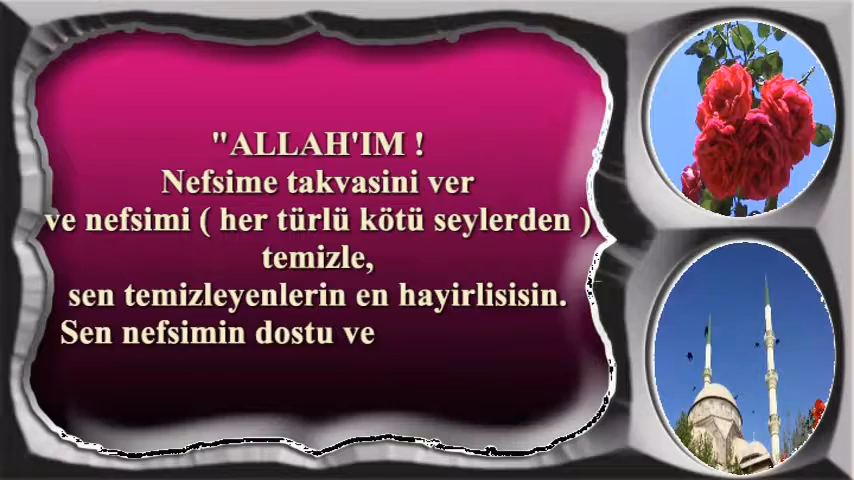 "ALLAH'IM !
Nefsime takvasini ver
ve nefsimi ( her türlü kötü seylerden )
temizle,
sen temizleyenlerin en hayirlisisin.
Sen nefsimin dostu ve